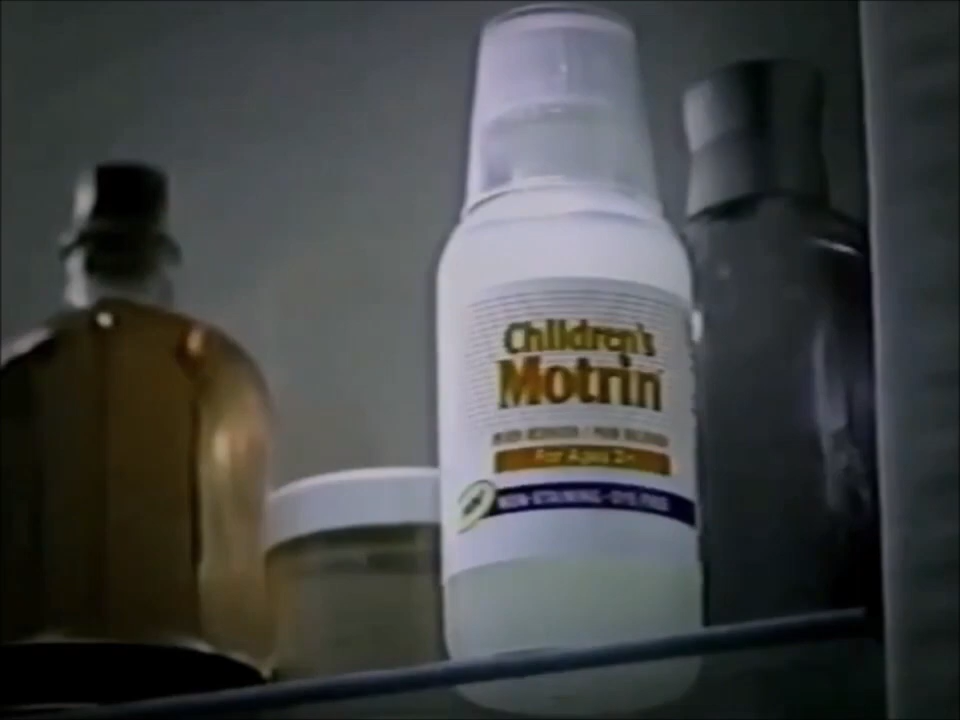 Children's
Motrin
For Ages 2+
NON-STAINING • DYE FREE